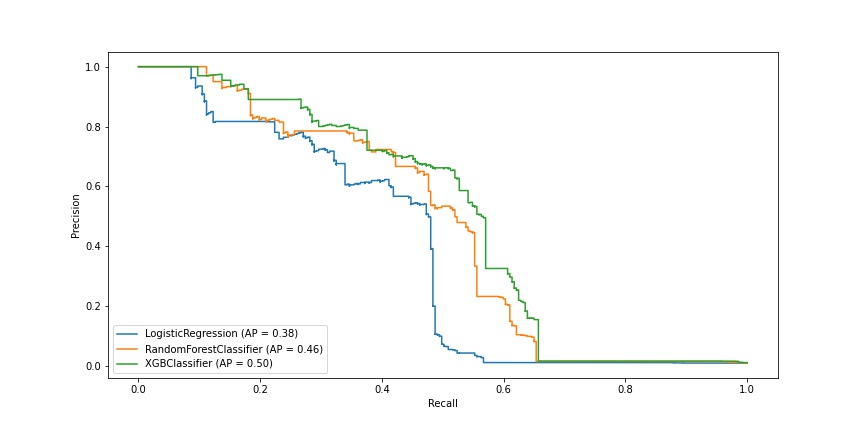 1.0
0.8
0.6
0.4
0.2
0.0
Precision
LogisticRegression (AP = 0.38)
RandomForestClassifier (AP = 0.46)
XGBClassifier (AP = 0.50)
0.0 0.2 0.4 0.6 0.8 1.0
Recall